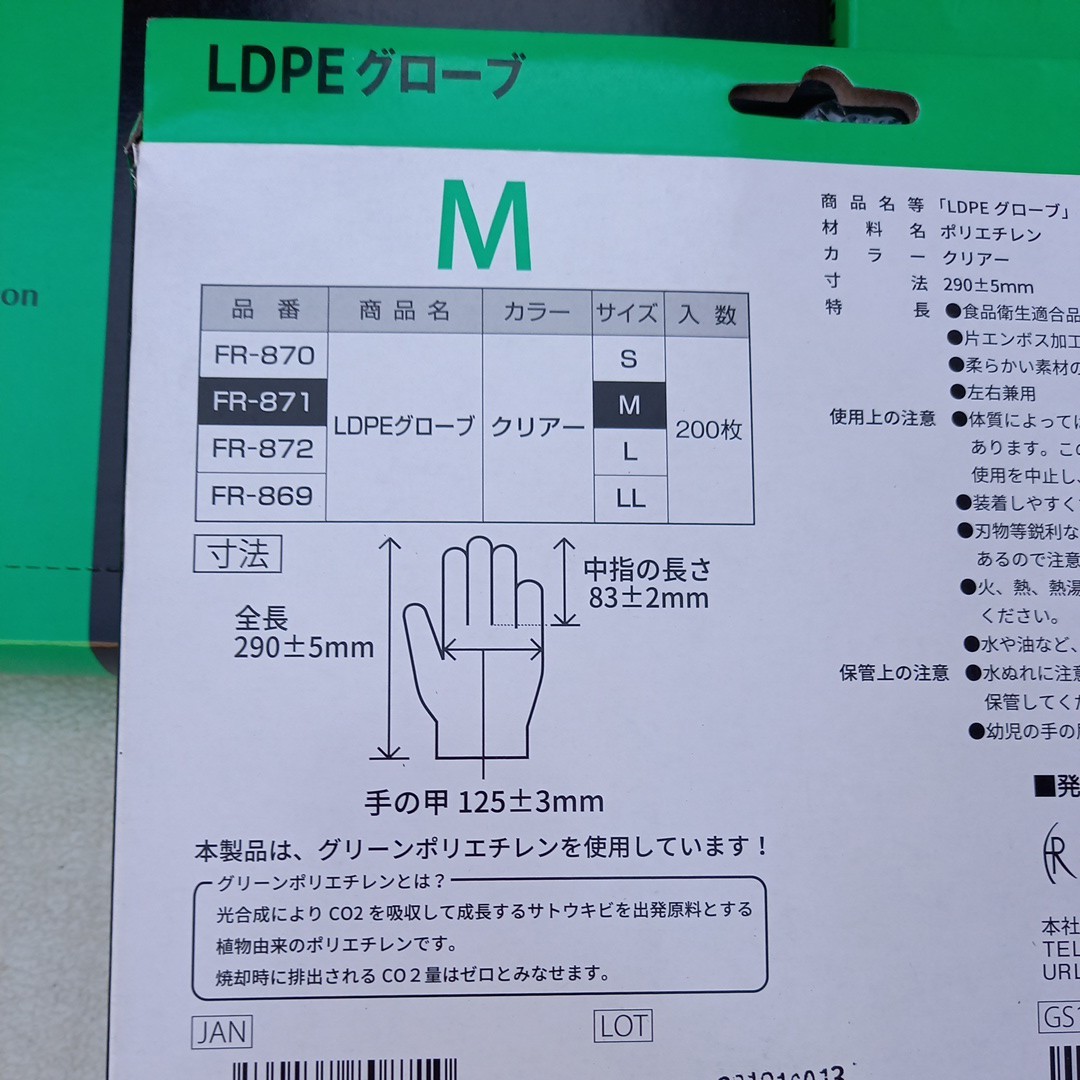 LDPEグローブ
M
品番 商品名 カラー サイズ 入数
FR-870 S
FR-871 M
LDPEグローブ クリアー 200枚
FR-872 L
FR-869 LL
寸法
全長
290±5mm
中指の長さ
83±2mm
手の甲 125±3mm
本製品は、グリーンポリエチレンを使用しています!
グリーンポリエチレンとは?
光合成によりCO2を吸収して成長するサトウキビを出発原料とする
植物由来のポリエチレンです。
焼却時に排出されるCO2量はゼロとみなせます。
JAN
LOT
商品名等 「LDPEグローブ」
材料名 ポリエチレン
カラー クリアー
寸法 290±5mm
特長 ●食品衛生適合品
●片エンボス加工
●柔らかい素材の
●左右兼用
使用上の注意 ●体質によっては
あります。この
使用を中止し、
●装着しやすく
●刃物等鋭利な
あるので注意
●火、熱、熱湯
ください。
●水や油など、
保管上の注意 ●水ぬれに注意
保管してくだ
●幼児の手の
■発
本社
TEL
URL
GS1
on